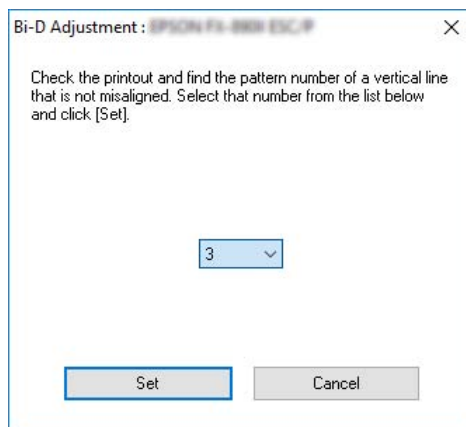 Bi-D Adjustment :
Check the printout and find the pattern number of a vertical line
that is not misaligned. Select that number from the list below
and click [Set].
3
Set
Cancel